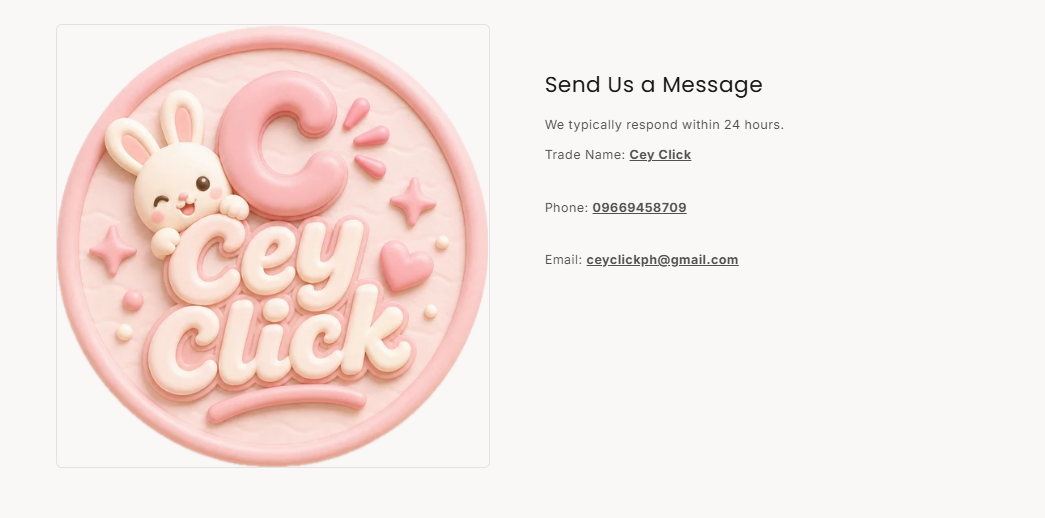 C
Cey
Click
Send Us a Message
We typically respond within 24 hours.
Trade Name: Cey Click
Phone: 09669458709
Email: ceyclickph@gmail.com